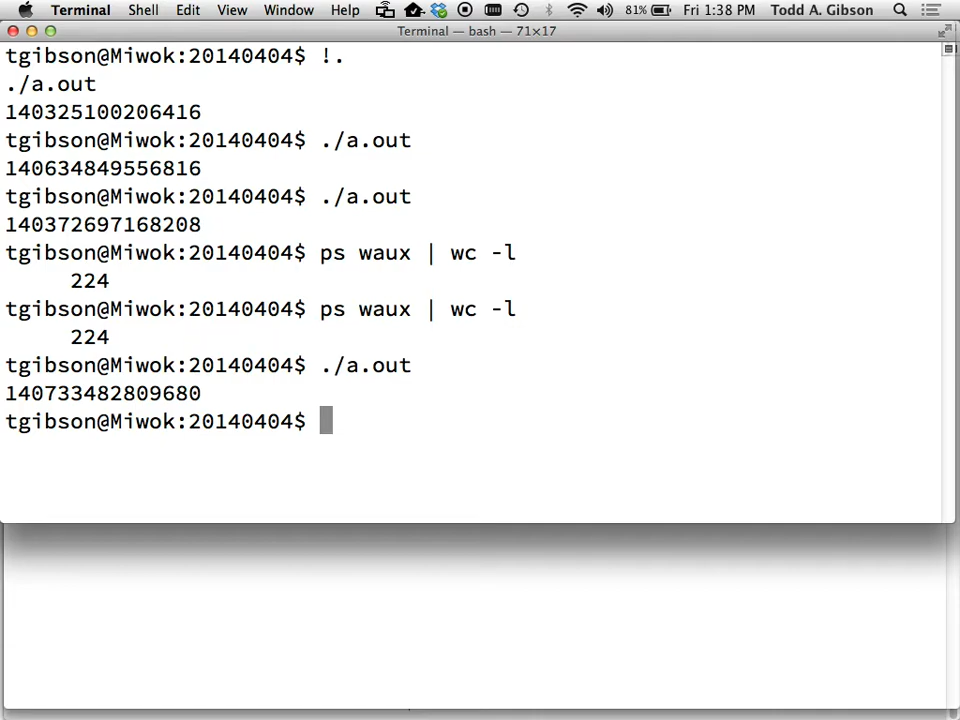 Terminal Shell Edit View Window Help 81% Fri 1:38 PM Todd A. Gibson
Terminal — bash — 71×17
tgibson@Miwok:20140404$ !.
./a.out
140325100206416
tgibson@Miwok:20140404$ ./a.out
140634849556816
tgibson@Miwok:20140404$ ./a.out
140372697168208
tgibson@Miwok:20140404$ ps waux | wc -l
224
tgibson@Miwok:20140404$ ps waux | wc -l
224
tgibson@Miwok:20140404$ ./a.out
140733482809680
tgibson@Miwok:20140404$